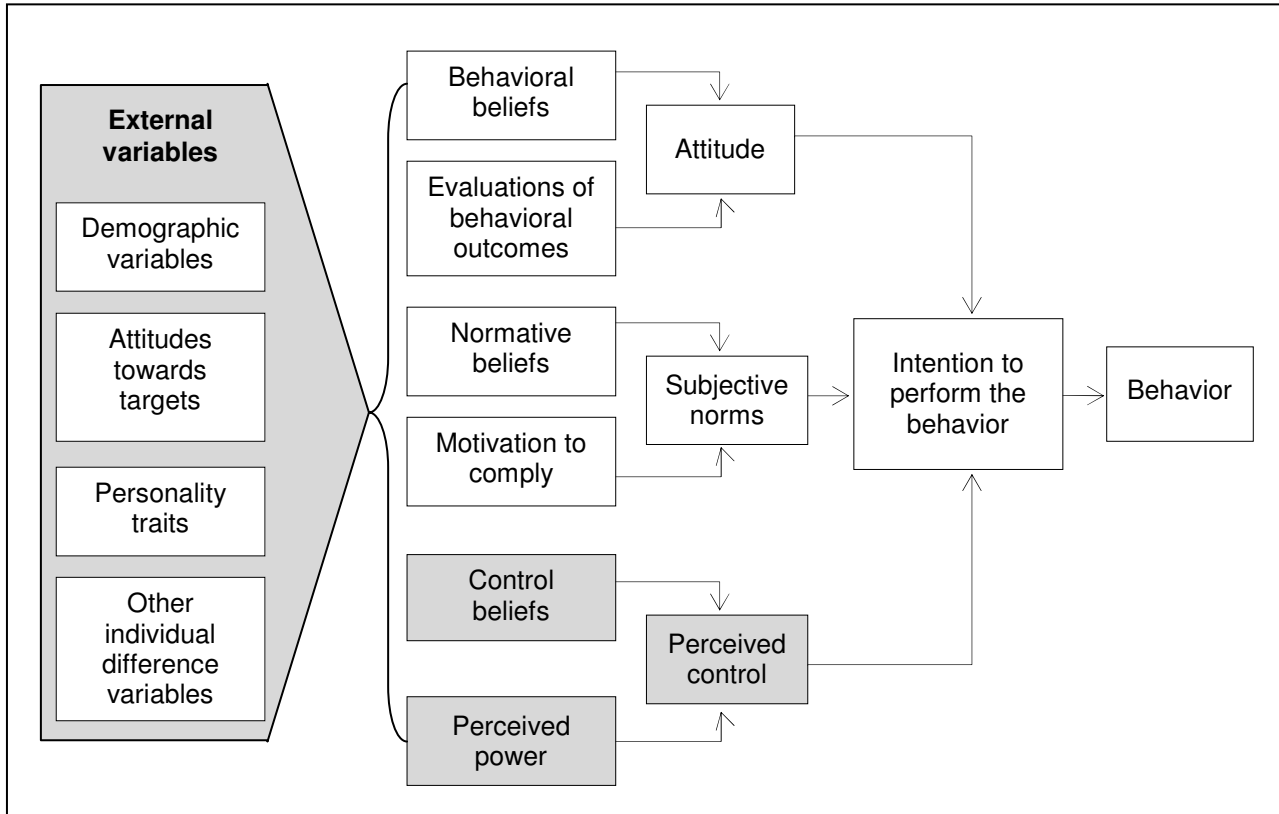 External
variables
Demographic
variables
Attitudes
towards
targets
Personality
traits
Other
individual
difference
variables
Behavioral
beliefs
Evaluations of
behavioral
outcomes
Normative
beliefs
Motivation to
comply
Control
beliefs
Perceived
power
Attitude
Subjective
norms
Perceived
control
Intention to
perform the
behavior
Behavior